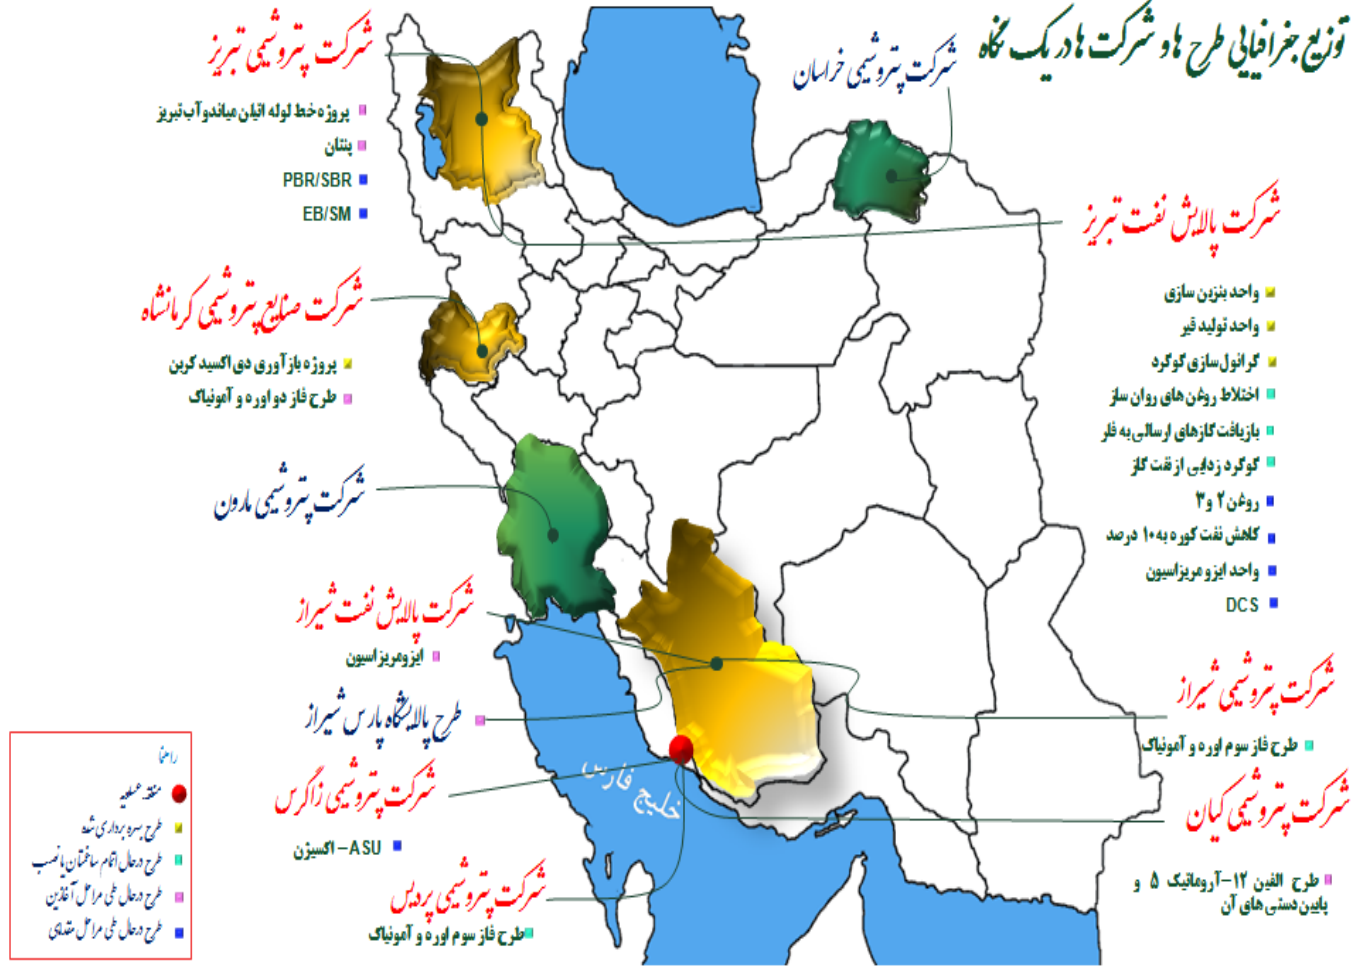 توزیع جغرافیایی طرح ها و شرکت ها در یک نگاه
شرکت پتروشیمی خراسان
شرکت پتروشیمی تبریز
پروژه خط لوله اتیلن میاندوآب تبریز
پنتان
PBR/SBR
EB/SM
شرکت پالایش نفت تبریز
واحد بنزین سازی
واحد تولید قیر
گرانول سازی گوگرد
اختلاط روغن های روان ساز
بازیافت گازهای ارسالی به فلر
گوگرد زدایی از نفت گاز
روغن ۲ و ۳
کاهش نفت کوره به ۱۰ درصد
واحد ایزومریزاسیون
DCS
شرکت صنایع پتروشیمی کرمانشاه
پروژه بازآوری دی اکسید کربن
طرح فاز دو اوره و آمونیاک
شرکت پتروشیمی مارون
شرکت پالایش نفت شیراز
ایزومریزاسیون
طرح پالایشگاه پارس شیراز
شرکت پتروشیمی شیراز
طرح فاز سوم اوره و آمونیاک
شرکت پتروشیمی زاگرس
ASU – اکسیژن
خلیج فارس
شرکت پتروشیمی کیان
طرح الفین ۱۲–آروماتیک ۵ و
پایین دستی های آن
شرکت پتروشیمی پردیس
طرح فاز سوم اوره و آمونیاک
راهنما
منطقه عسلویه
طرح بهره برداری شده
طرح درحال اتمام ساختمان یا نصب
طرح درحال طی مراحل آغازین
طرح درحال طی مراحل مقدماتی